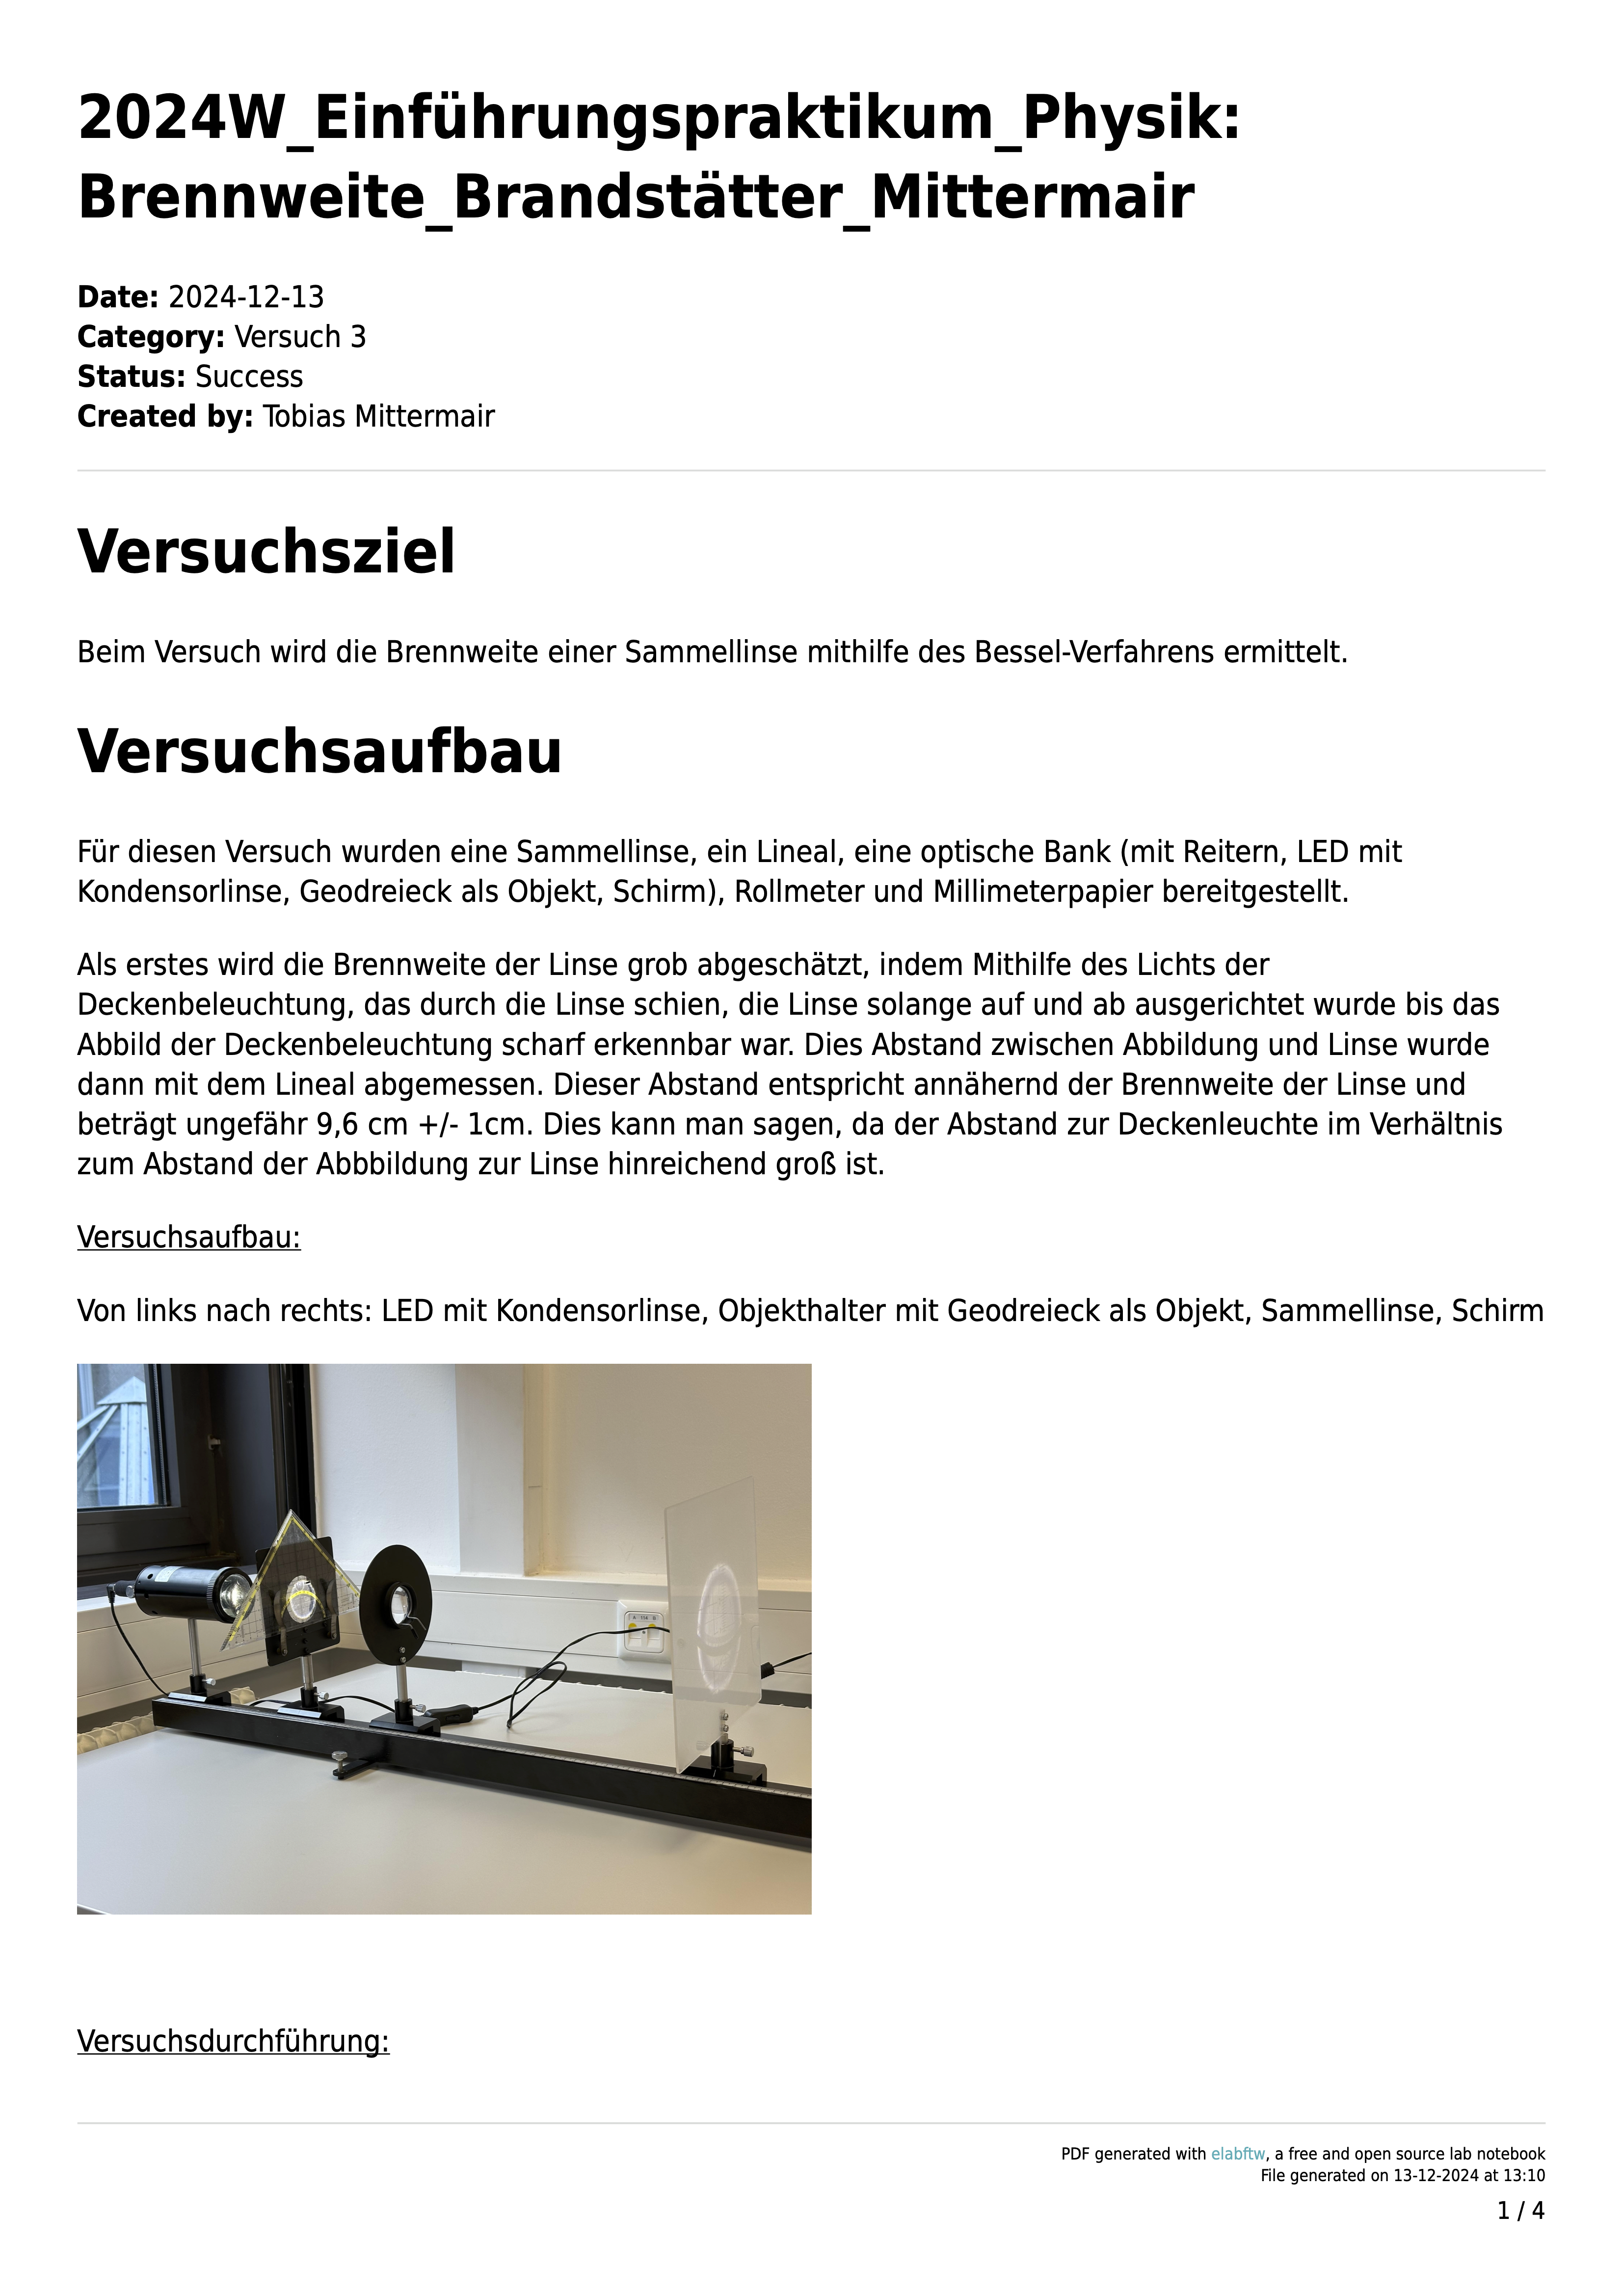 2024W_Einführungspraktikum_Physik:
Brennweite_Brandstätter_Mittermair
Date: 2024-12-13
Category: Versuch 3
Status: Success
Created by: Tobias Mittermair
Versuchsziel
Beim Versuch wird die Brennweite einer Sammellinse mithilfe des Bessel-Verfahrens ermittelt.
Versuchsaufbau
Für diesen Versuch wurden eine Sammellinse, ein Lineal, eine optische Bank (mit Reitern, LED mit
Kondensorlinse, Geodreieck als Objekt, Schirm), Rollmeter und Millimeterpapier bereitgestellt.
Als erstes wird die Brennweite der Linse grob abgeschätzt, indem Mithilfe des Lichts der
Deckenbeleuchtung, das durch die Linse schien, die Linse solange auf und ab ausgerichtet wurde bis das
Abbild der Deckenbeleuchtung scharf erkennbar war. Dies Abstand zwischen Abbildung und Linse wurde
dann mit dem Lineal abgemessen. Dieser Abstand entspricht annähernd der Brennweite der Linse und
beträgt ungefähr 9,6 cm +/- 1cm. Dies kann man sagen, da der Abstand zur Deckenleuchte im Verhältnis
zum Abstand der Abbbildung zur Linse hinreichend groß ist.
Versuchsaufbau:
Von links nach rechts: LED mit Kondensorlinse, Objekthalter mit Geodreieck als Objekt, Sammellinse, Schirm
Versuchsdurchführung:
PDF generated with elabftw, a free and open source lab notebook
File generated on 13-12-2024 at 13:10
1 / 4